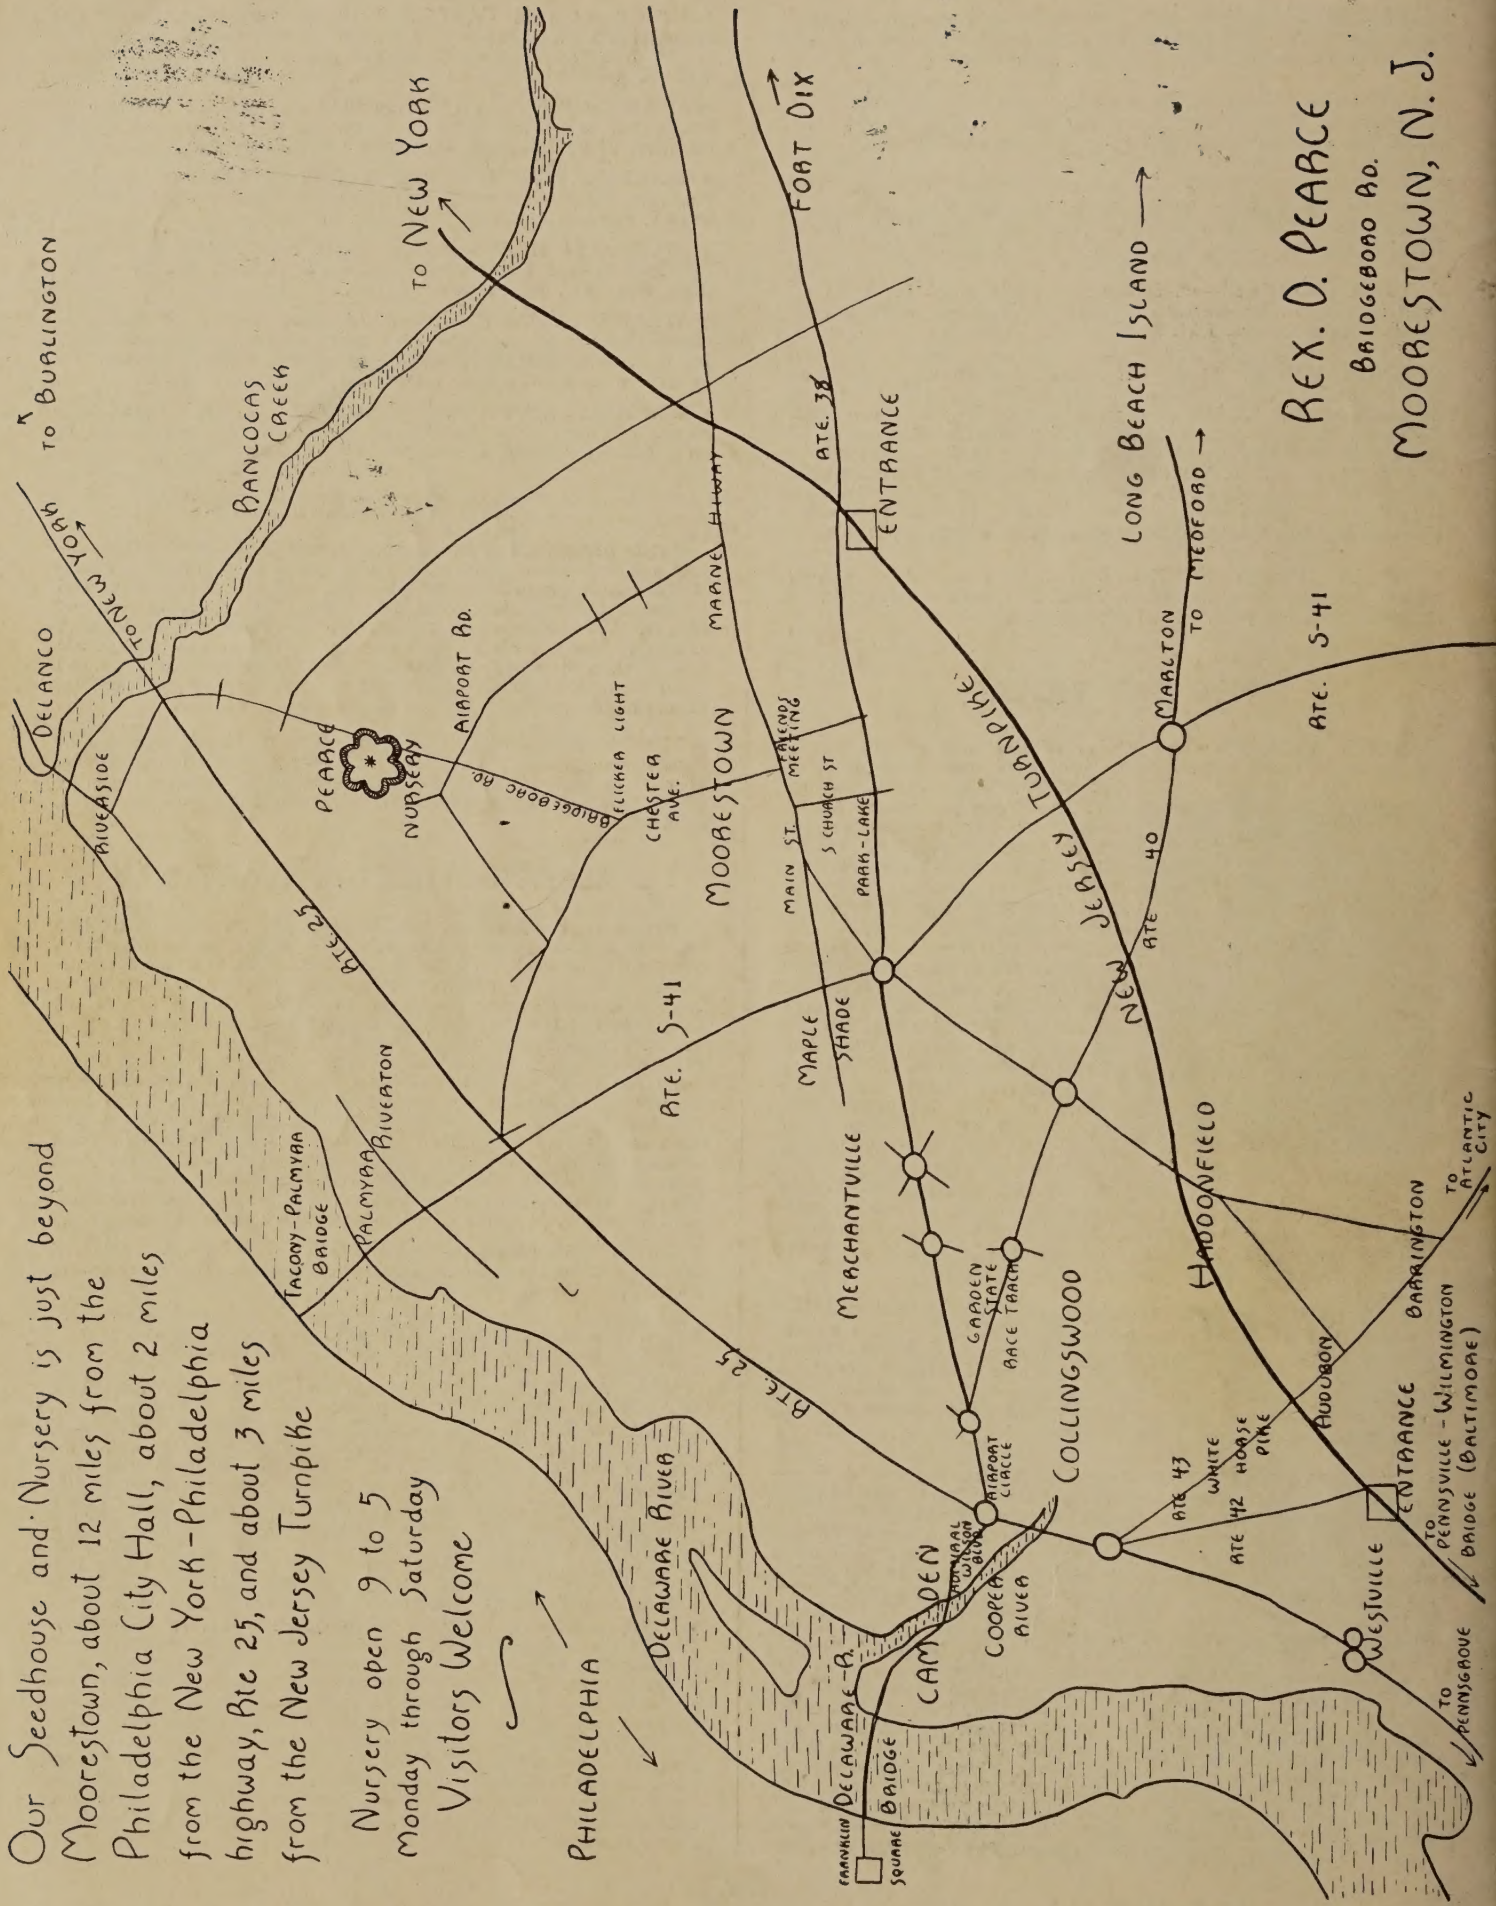 Our Seedhouse and Nursery is just beyond
Moorestown, about 12 miles from the
Philadelphia City Hall, about 2 miles
from the New York-Philadelphia
highway, Rte 25, and about 3 miles
from the New Jersey Turnpike
Nursery open 9 to 5
Monday through Saturday
Visitors Welcome
PHILADELPHIA
TACONY-PALMYRA
BRIDGE
PALMYRA
RIVERTON
RIVERSIDE
DELANCO
TO BURLINGTON
TO NEW YORK
RANCOCAS
CREEK
TO NEW YORK
RTE. 25
PEARCE
NURSERY
AIRPORT RD.
BRIDGEBORO RD.
FLICKER LIGHT
CHESTER
AVE.
RTE. S-41
MOORESTOWN
MARNE HIWAY
FORT DIX
RTE. 38
ENTRANCE
FRIENDS
MEETING
MAIN ST.
S CHURCH ST
PARK-LAKE
MAPLE
SHADE
RTE. 25
DELAWARE RIVER
MERCHANTVILLE
GARDEN
STATE
RACE TRACK
AIRPORT
CIRCLE
COLLINGSWOOD
ADMIRAL
WILSON
BLVD
CAMDEN
COOPER
RIVER
FRANKLIN
SQUARE
DELAWARE R.
BRIDGE
NEW JERSEY TURNPIKE
RTE 40
MARLTON
LONG BEACH ISLAND
TO MEDFORD
RTE. S-41
HADDONFIELD
RTE 43
WHITE
HORSE
PIKE
RTE 42
AUDUBON
BARRINGTON
TO
ATLANTIC
CITY
ENTRANCE
TO
PENNSVILLE-WILMINGTON
BRIDGE (BALTIMORE)
WESTVILLE
TO
PENNSGROVE
REX. D. PEARCE
BRIDGEBORO RD.
MOORESTOWN, N.J.